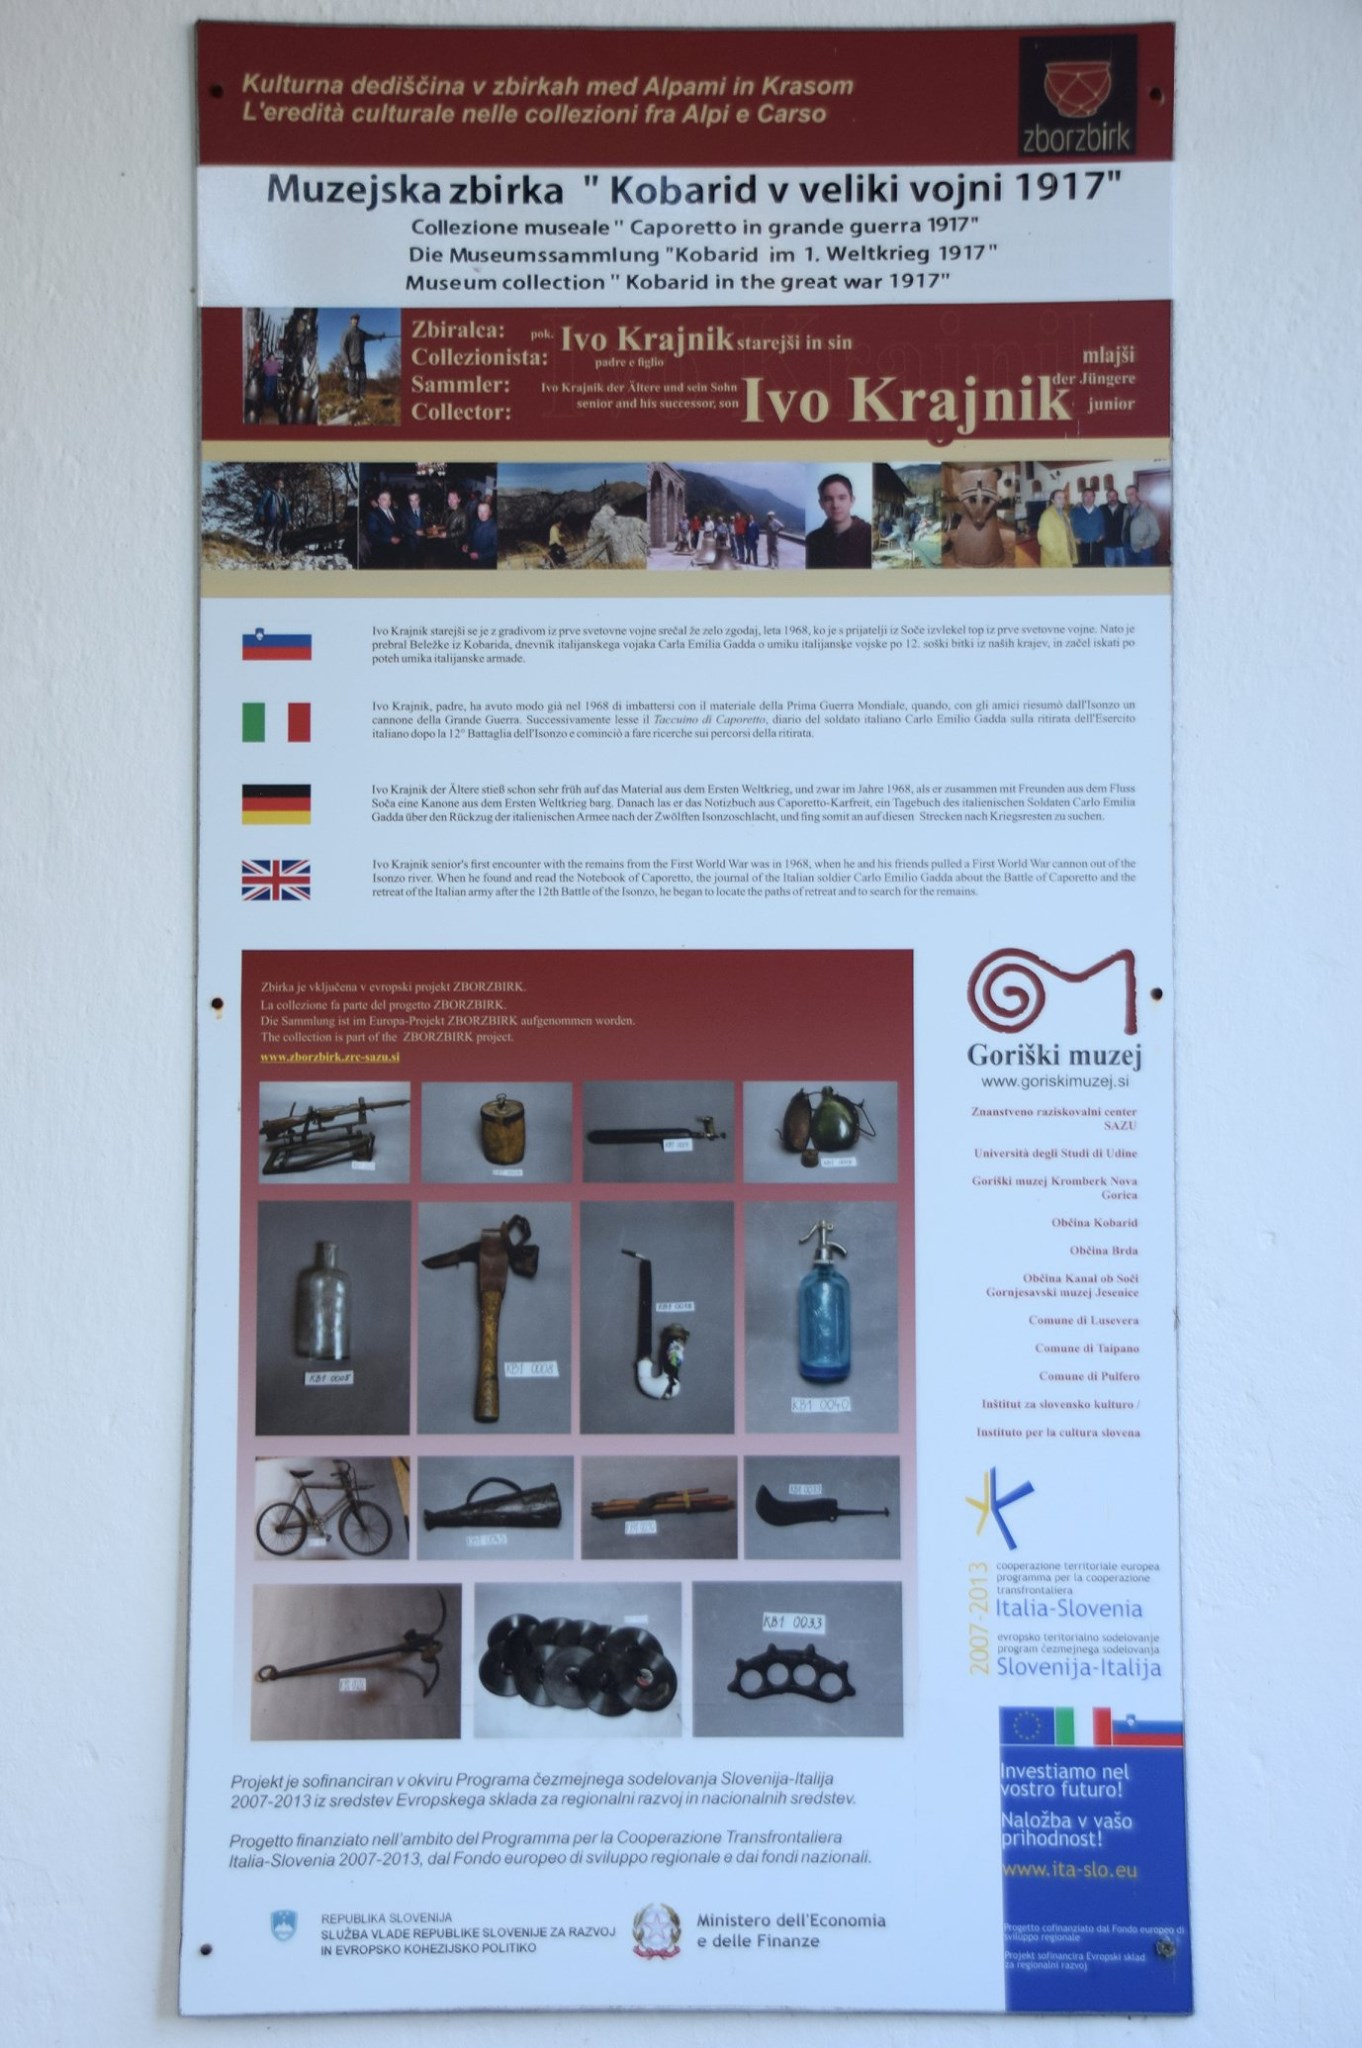 Kulturna dediščina v zbirkah med Alpami in Krasom
L'eredità culturale nelle collezioni fra Alpi e Carso
zborzbirk
Muzejska zbirka " Kobarid v veliki vojni 1917"
Collezione museale " Caporetto in grande guerra 1917"
Die Museumssammlung "Kobarid im 1. Weltkrieg 1917"
Museum collection " Kobarid in the great war 1917"
Zbiralca: pok. Ivo Krajnik starejši in sin mlajši
Collezionista: padre e figlio
Sammler: Ivo Krajnik der Ältere und sein Sohn Ivo Krajnik der Jüngere
Collector: senior and his successor, son junior
Ivo Krajnik starejši se je z gradivom iz prve svetovne vojne srečal že zelo zgodaj, leta 1968, ko je s prijatelji iz Soče izvlekel top iz prve svetovne vojne. Nato je
prebral Beležke iz Kobarida, dnevnik italijanskega vojaka Carla Emilia Gadda o umiku italijanske vojske po 12. soški bitki iz naših krajev, in začel iskati po
poteh umika italijanske armade.
Ivo Krajnik, padre, ha avuto modo già nel 1968 di imbattersi con il materiale della Prima Guerra Mondiale, quando, con gli amici riesumò dall'Isonzo un
cannone della Grande Guerra. Successivamente lesse il Taccuino di Caporetto, diario del soldato italiano Carlo Emilio Gadda sulla ritirata dell'Esercito
italiano dopo la 12° Battaglia dell'Isonzo e cominciò a fare ricerche sui percorsi della ritirata.
Ivo Krajnik der Ältere stieß schon sehr früh auf das Material aus dem Ersten Weltkrieg, und zwar im Jahre 1968, als er zusammen mit Freunden aus dem Fluss
Soča eine Kanone aus dem Ersten Weltkrieg barg. Danach las er das Notizbuch aus Caporetto-Karfreit, ein Tagebuch des italienischen Soldaten Carlo Emilia
Gadda über den Rückzug der italienischen Armee nach der Zwölften Isonzoschlacht, und fing somit an auf diesen Strecken nach Kriegsresten zu suchen.
Ivo Krajnik senior's first encounter with the remains from the First World War was in 1968, when he and his friends pulled a First World War cannon out of the
Isonzo river. When he found and read the Notebook of Caporetto, the journal of the Italian soldier Carlo Emilio Gadda about the Battle of Caporetto and the
retreat of the Italian army after the 12th Battle of the Isonzo, he began to locate the paths of retreat and to search for the remains.
Zbirka je vključena v evropski projekt ZBORZBIRK.
La collezione fa parte del progetto ZBORZBIRK.
Die Sammlung ist im Europa-Projekt ZBORZBIRK aufgenommen worden.
The collection is part of the ZBORZBIRK project.
www.zborzbirk.zrc-sazu.si
KB1 0008
KB1 0040
KB1 0033
Goriški muzej
www.goriskimuzej.si
Znanstveno raziskovalni center
SAZU
Università degli Studi di Udine
Goriški muzej Kromberk Nova
Gorica
Občina Kobarid
Občina Brda
Občina Kanal ob Soči
Gornjesavski muzej Jesenice
Comune di Lusevera
Comune di Taipano
Comune di Pulfero
Inštitut za slovensko kulturo /
Instituto per la cultura slovena
2007-2013
cooperazione territoriale europea
programma per la cooperazione
transfrontaliera
Italia-Slovenia
evropsko teritorialno sodelovanje
program čezmejnega sodelovanja
Slovenija-Italija
Investiamo nel
vostro futuro!
Naložba v vašo
prihodnost!
www.ita-slo.eu
Progetto cofinanziato dal Fondo europeo di
sviluppo regionale
Projekt sofinancira Evropski sklad
za regionalni razvoj
Projekt je sofinanciran v okviru Programa čezmejnega sodelovanja Slovenija-Italija
2007-2013 iz sredstev Evropskega sklada za regionalni razvoj in nacionalnih sredstev.
Progetto finanziato nell'ambito del Programma per la Cooperazione Transfrontaliera
Italia-Slovenia 2007-2013, dal Fondo europeo di sviluppo regionale e dai fondi nazionali.
REPUBLIKA SLOVENIJA
SLUŽBA VLADE REPUBLIKE SLOVENIJE ZA RAZVOJ
IN EVROPSKO KOHEZIJSKO POLITIKO
Ministero dell'Economia
e delle Finanze